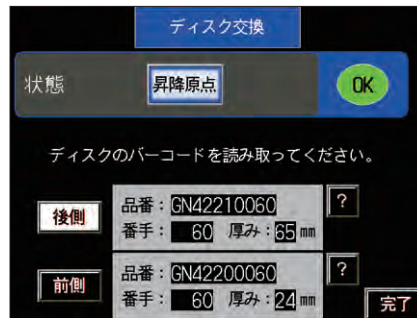 ディスク交換
状態 昇降原点 OK
ディスクのバーコードを読み取ってください。
後側 品番：GN42210060 ?
番手： 60 厚み：65 mm
前側 品番：GN42200060 ?
番手： 60 厚み：24 mm
完了